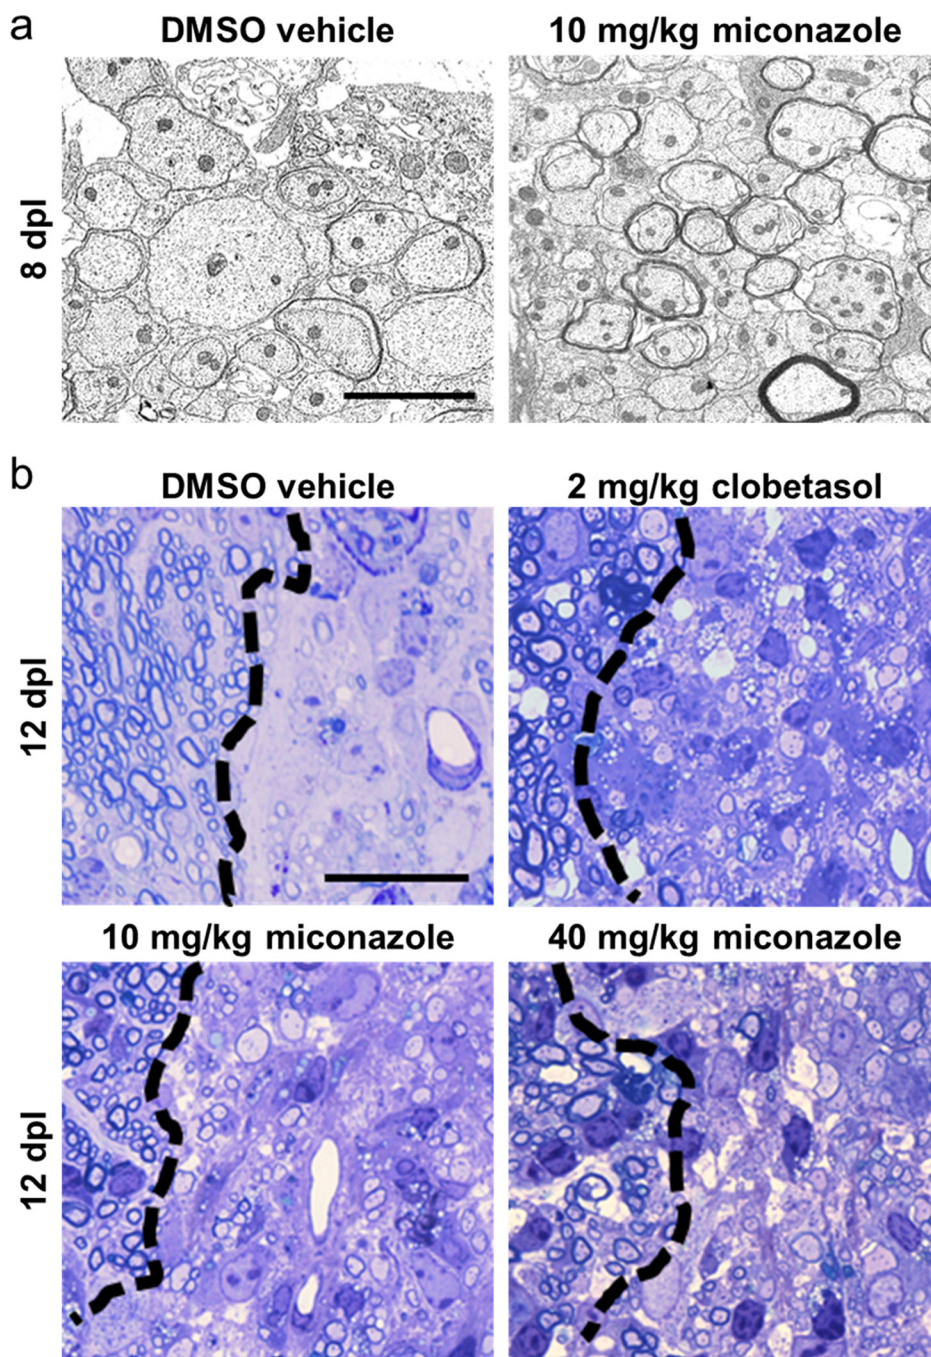 a
DMSO vehicle
10 mg/kg miconazole
8 dpl
b
DMSO vehicle
2 mg/kg clobetasol
12 dpl
10 mg/kg miconazole
40 mg/kg miconazole
12 dpl